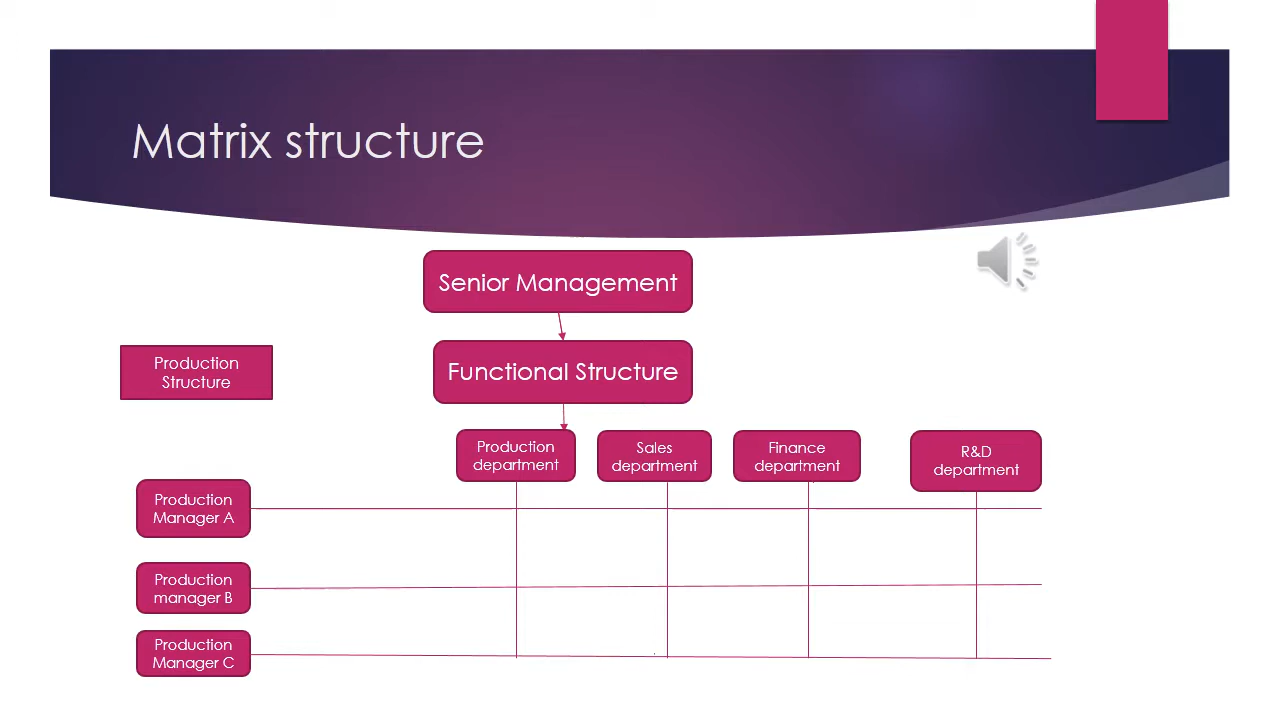 Matrix structure
Senior Management
Production
Structure
Functional Structure
Production
department
Sales
department
Finance
department
R&D
department
Production
Manager A
Production
manager B
Production
Manager C